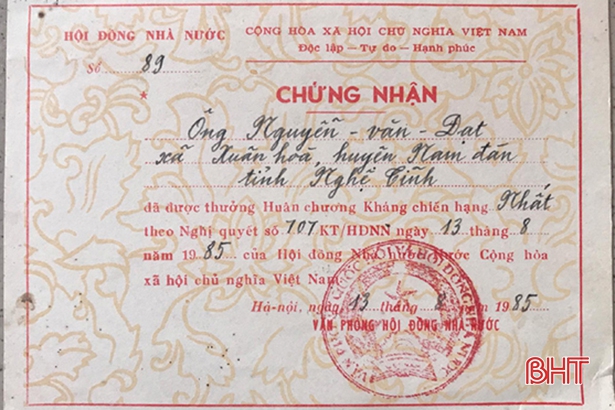 HỘI ĐỒNG NHÀ NƯỚC
CỘNG HÒA XÃ HỘI CHỦ NGHĨA VIỆT NAM
Độc lập – Tự do – Hạnh phúc
Số 89
* CHỨNG NHẬN
Ông Nguyễn - văn - Đạt
xã Xuân hoà, huyện Nam đàn
tỉnh Nghệ Tĩnh
đã được thưởng Huân chương Kháng chiến hạng Nhất
theo Nghị quyết số 707 KT HĐNN ngày 13 tháng 8
năm 1985 của Hội đồng Nhà nước Nước Cộng hòa
xã hội chủ nghĩa Việt Nam
Hà-nội, ngày 13 tháng 8 năm 1985
VĂN PHÒNG HỘI ĐỒNG NHÀ NƯỚC
BHT